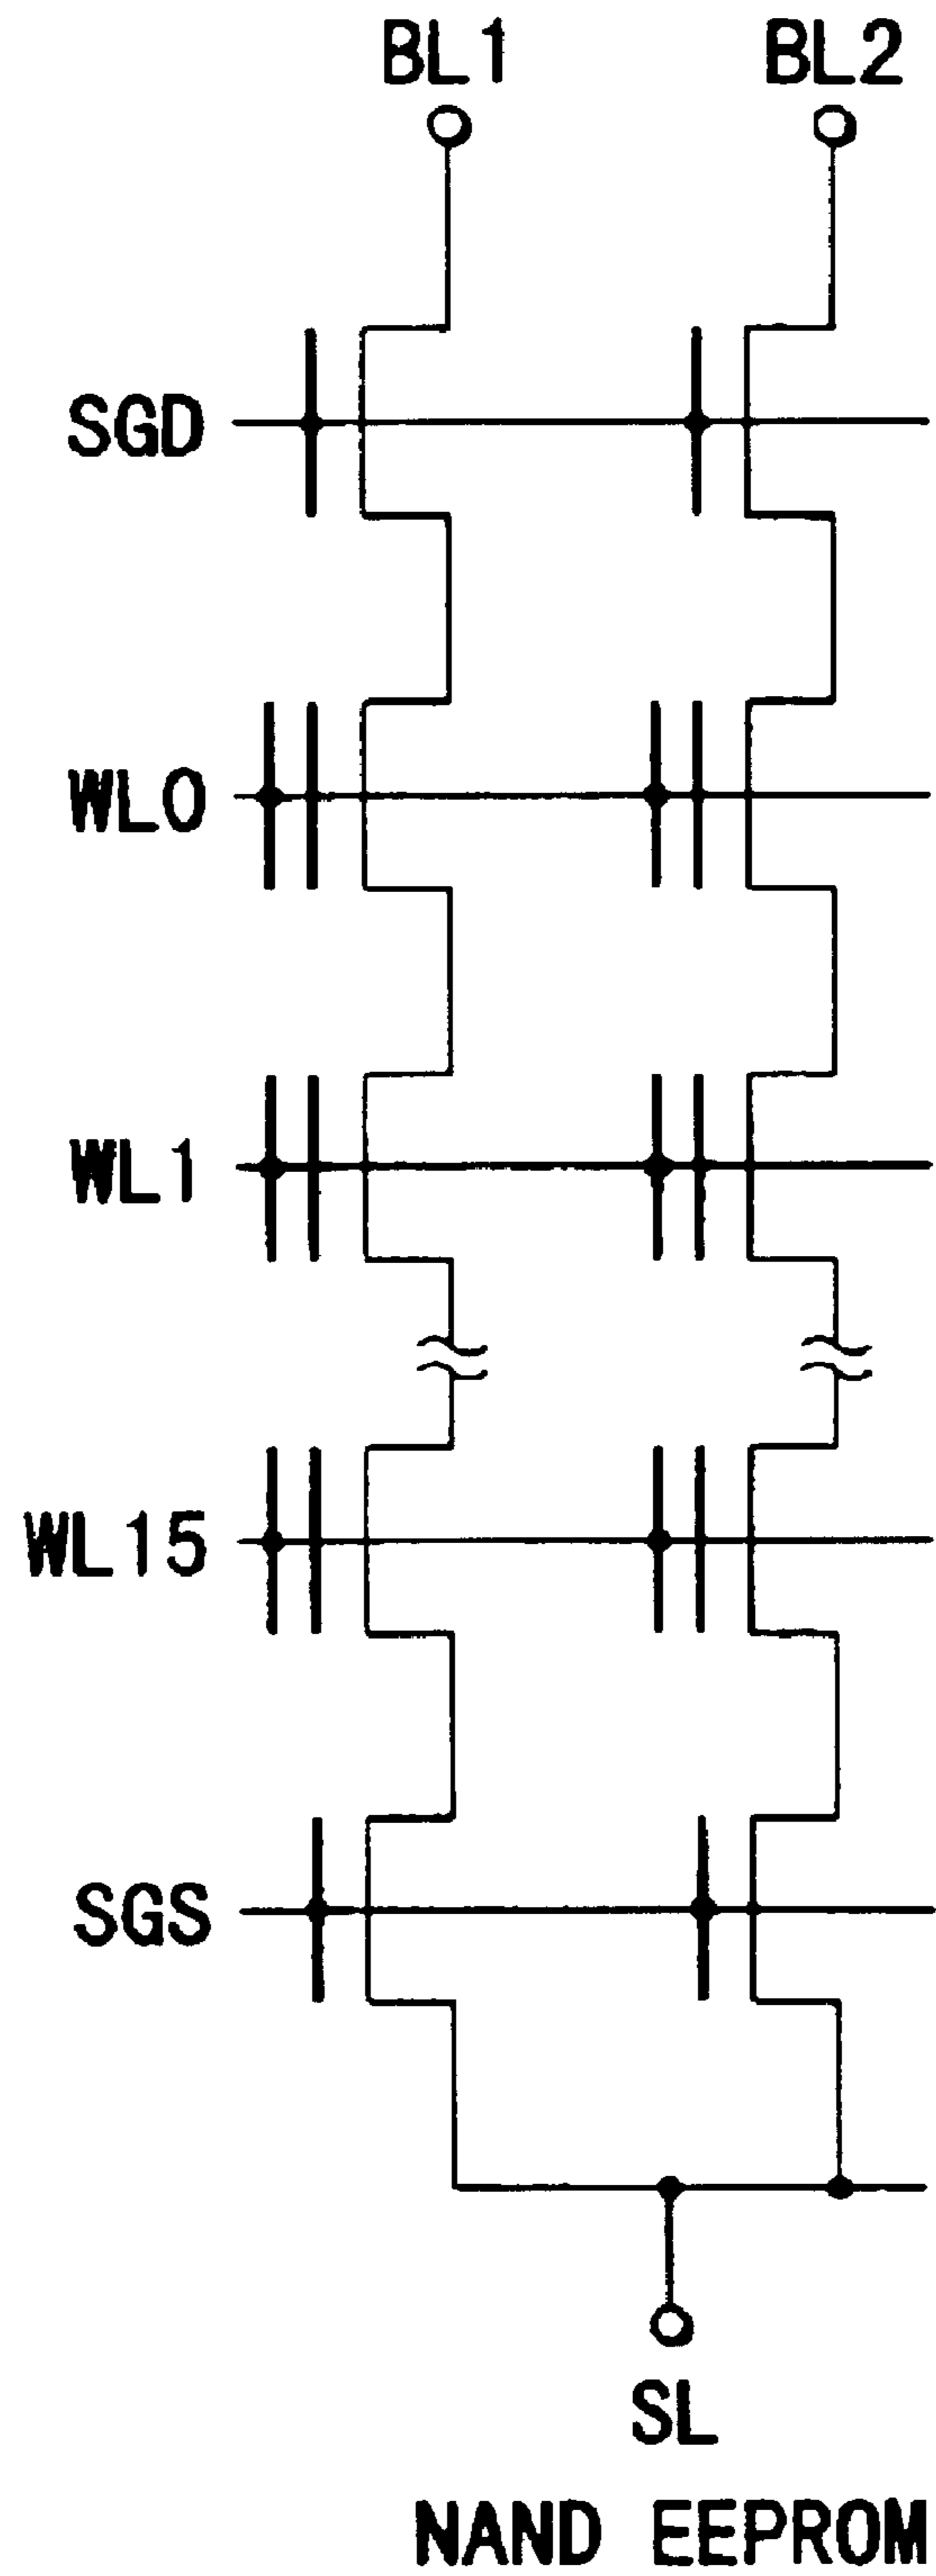 BL1 BL2
SGD
WL0
WL1
WL15
SGS
SL
NAND EEPROM